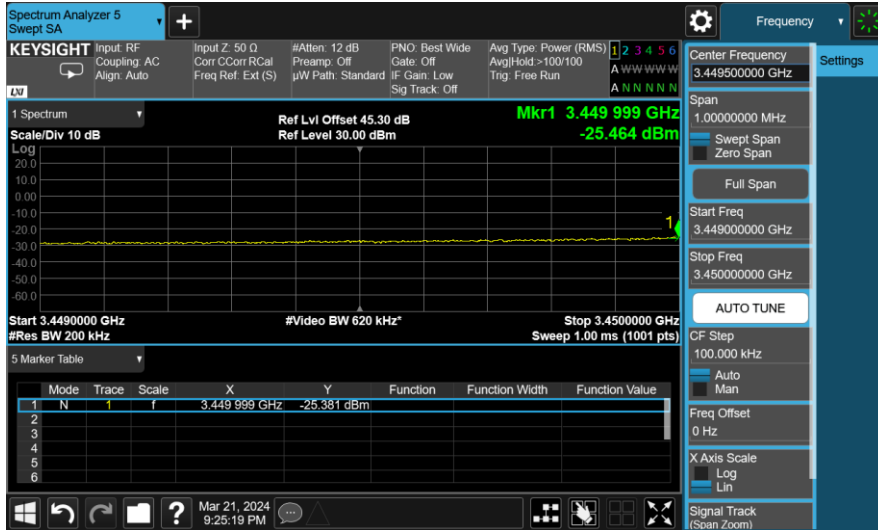 Spectrum Analyzer 5
Swept SA
+
Frequency
KEYSIGHT
LXI
Input: RF
Coupling: AC
Align: Auto
Input Z: 50 Ω
Corr CCorr RCal
Freq Ref: Ext (S)
#Atten: 12 dB
Preamp: Off
µW Path: Standard
PNO: Best Wide
Gate: Off
IF Gain: Low
Sig Track: Off
Avg Type: Power (RMS)
Avg|Hold:>100/100
Trig: Free Run
1 2 3 4 5 6
A W W W W W
A N N N N N
1 Spectrum
Scale/Div 10 dB
Ref Lvl Offset 45.30 dB
Ref Level 30.00 dBm
Mkr1 3.449 999 GHz
-25.464 dBm
Log
20.0
10.0
0.00
-10.0
-20.0
-30.0
-40.0
-50.0
-60.0
1
Start 3.4490000 GHz
#Res BW 200 kHz
#Video BW 620 kHz*
Stop 3.4500000 GHz
Sweep 1.00 ms (1001 pts)
5 Marker Table
Mode Trace Scale X Y Function Function Width Function Value
1 N 1 f 3.449 999 GHz -25.381 dBm
2
3
4
5
6
Mar 21, 2024
9:25:19 PM
?
Center Frequency
3.449500000 GHz
Settings
Span
1.00000000 MHz
Swept Span
Zero Span
Full Span
Start Freq
3.449000000 GHz
Stop Freq
3.450000000 GHz
AUTO TUNE
CF Step
100.000 kHz
Auto
Man
Freq Offset
0 Hz
X Axis Scale
Log
Lin
Signal Track
(Span Zoom)